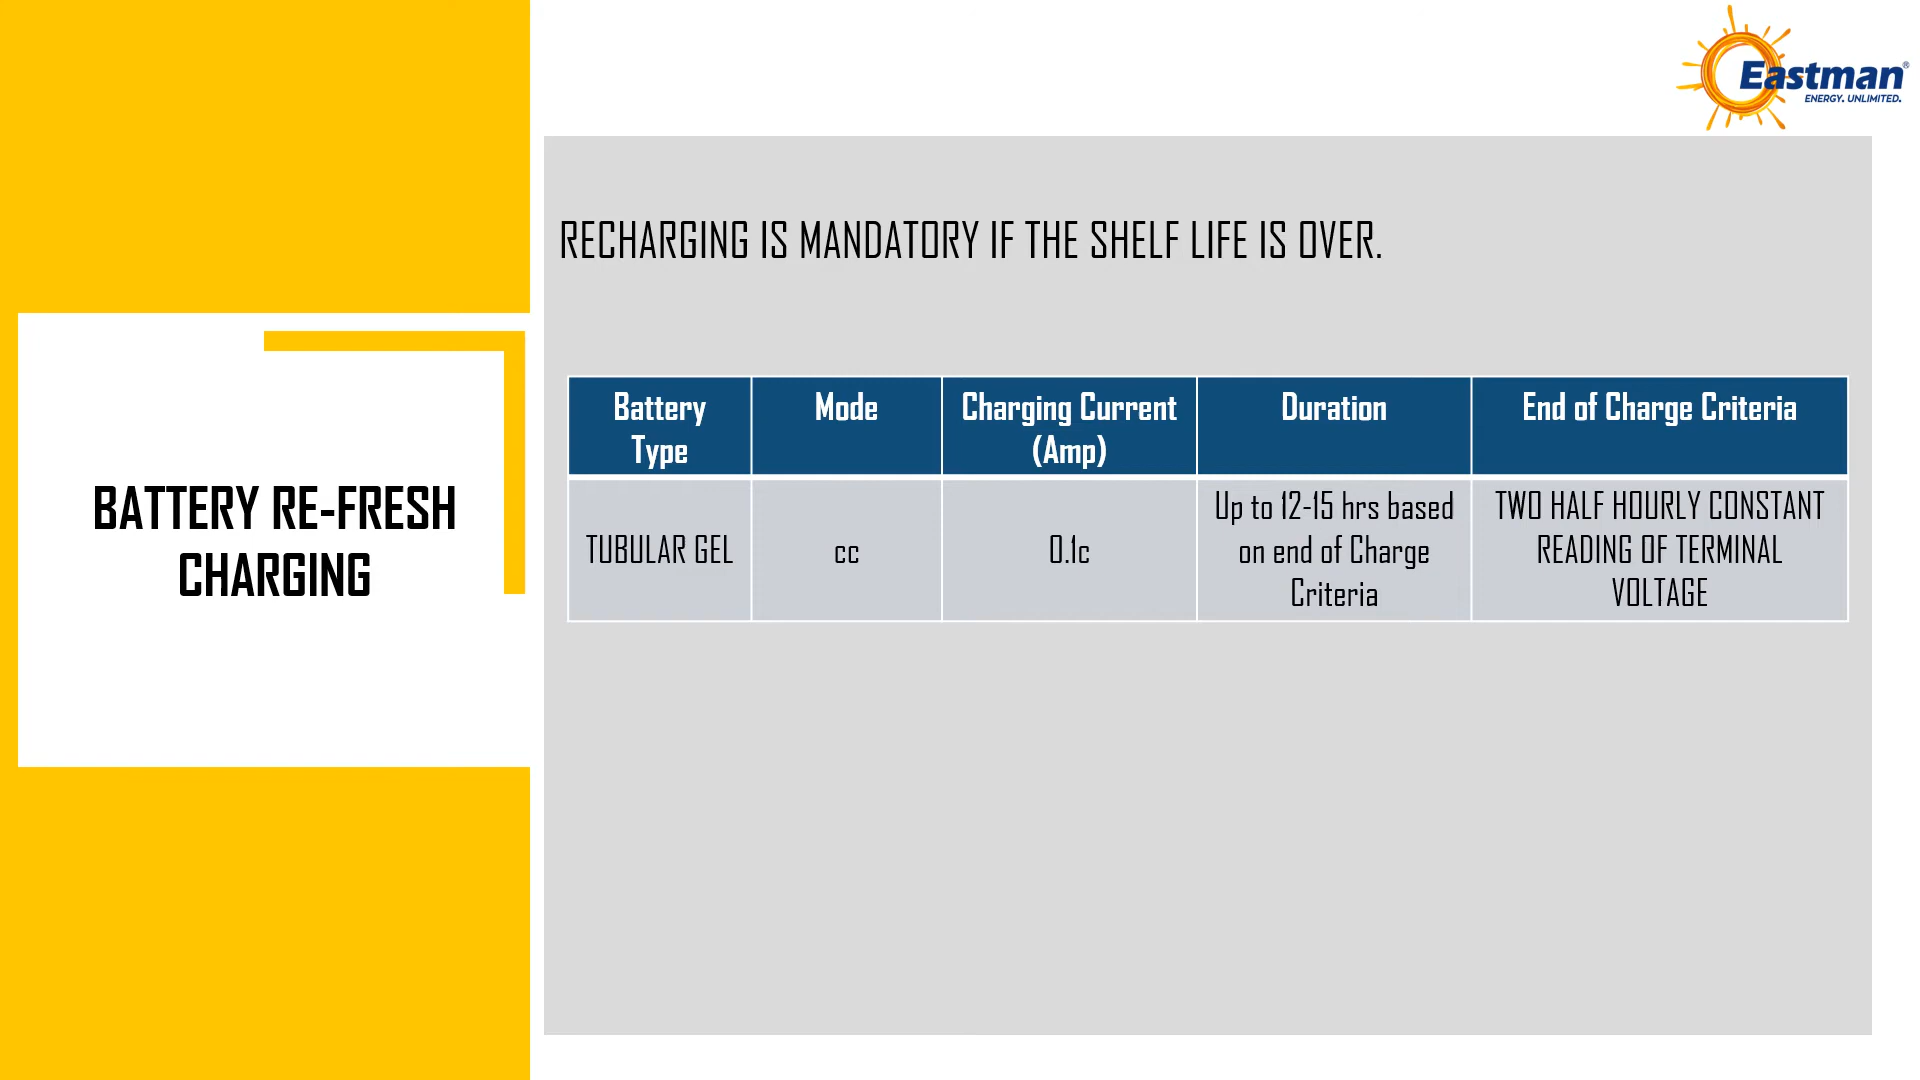 Eastman®
ENERGY. UNLIMITED.
RECHARGING IS MANDATORY IF THE SHELF LIFE IS OVER.
BATTERY RE-FRESH
CHARGING
Battery Type
Mode
Charging Current (Amp)
Duration
End of Charge Criteria
TUBULAR GEL
cc
0.1c
Up to 12-15 hrs based
on end of Charge
Criteria
TWO HALF HOURLY CONSTANT
READING OF TERMINAL
VOLTAGE